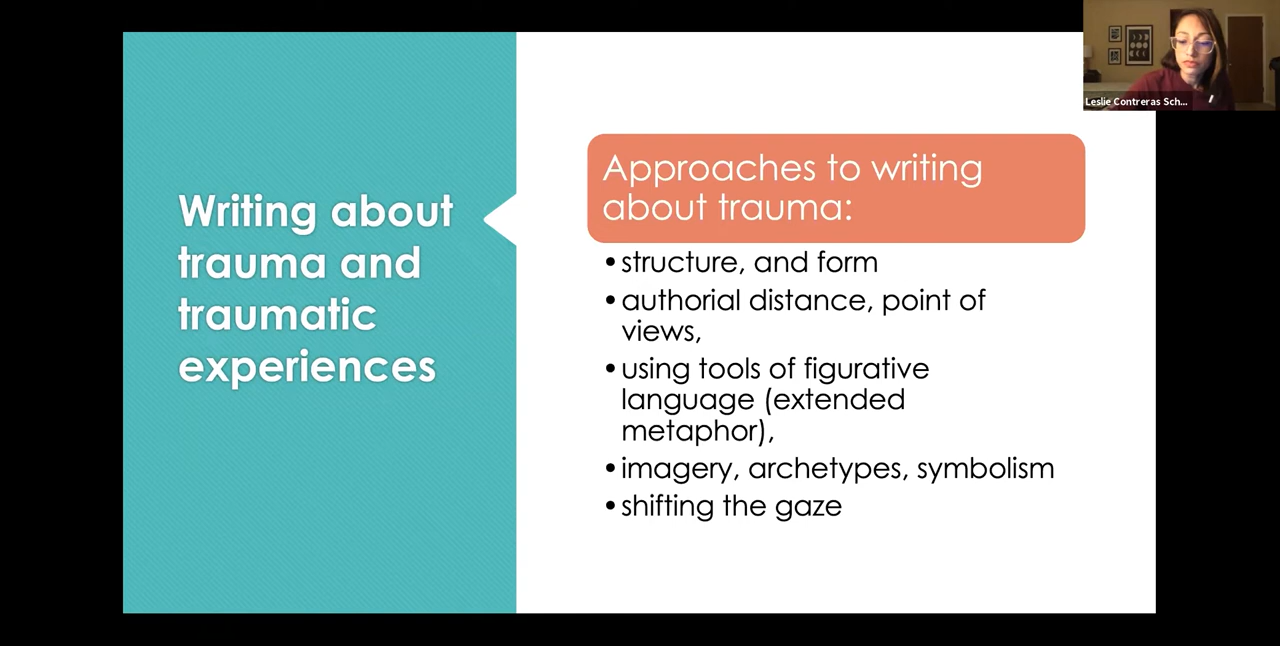 Leslie Contreras Sch...
Writing about
trauma and
traumatic
experiences
Approaches to writing
about trauma:
•structure, and form
•authorial distance, point of
views,
•using tools of figurative
language (extended
metaphor),
•imagery, archetypes, symbolism
•shifting the gaze